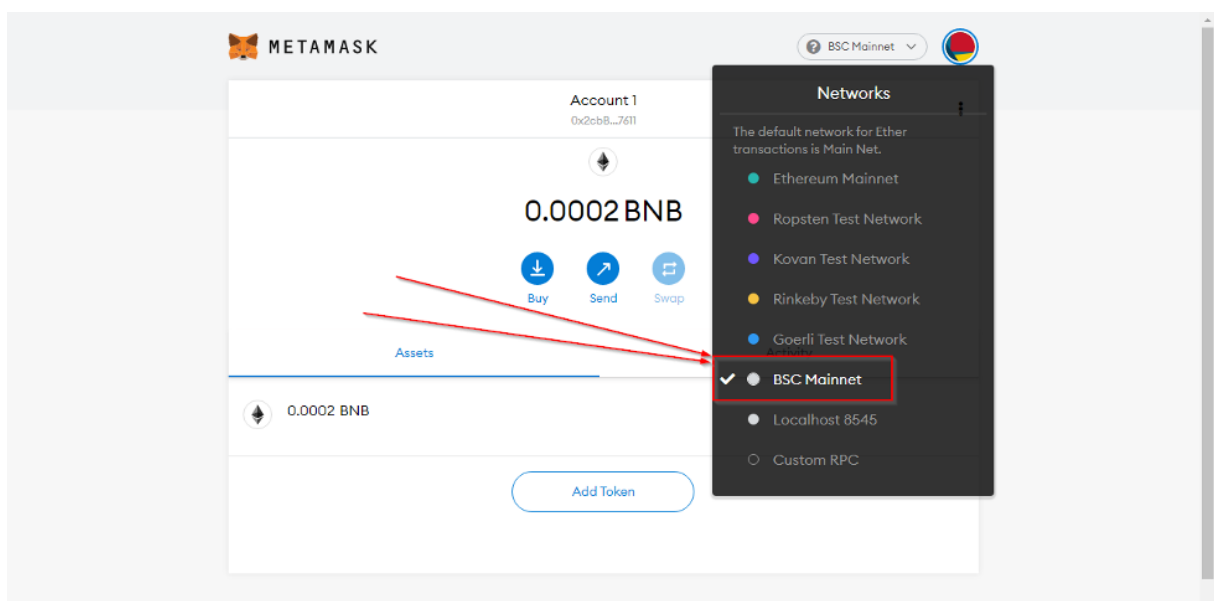 METAMASK
BSC Mainnet
Account 1
0x2cbB...7611
0.0002 BNB
Buy
Send
Swap
Assets
Activity
0.0002 BNB
Add Token
Networks
The default network for Ether
transactions is Main Net.
Ethereum Mainnet
Ropsten Test Network
Kovan Test Network
Rinkeby Test Network
Goerli Test Network
BSC Mainnet
Localhost 8545
Custom RPC